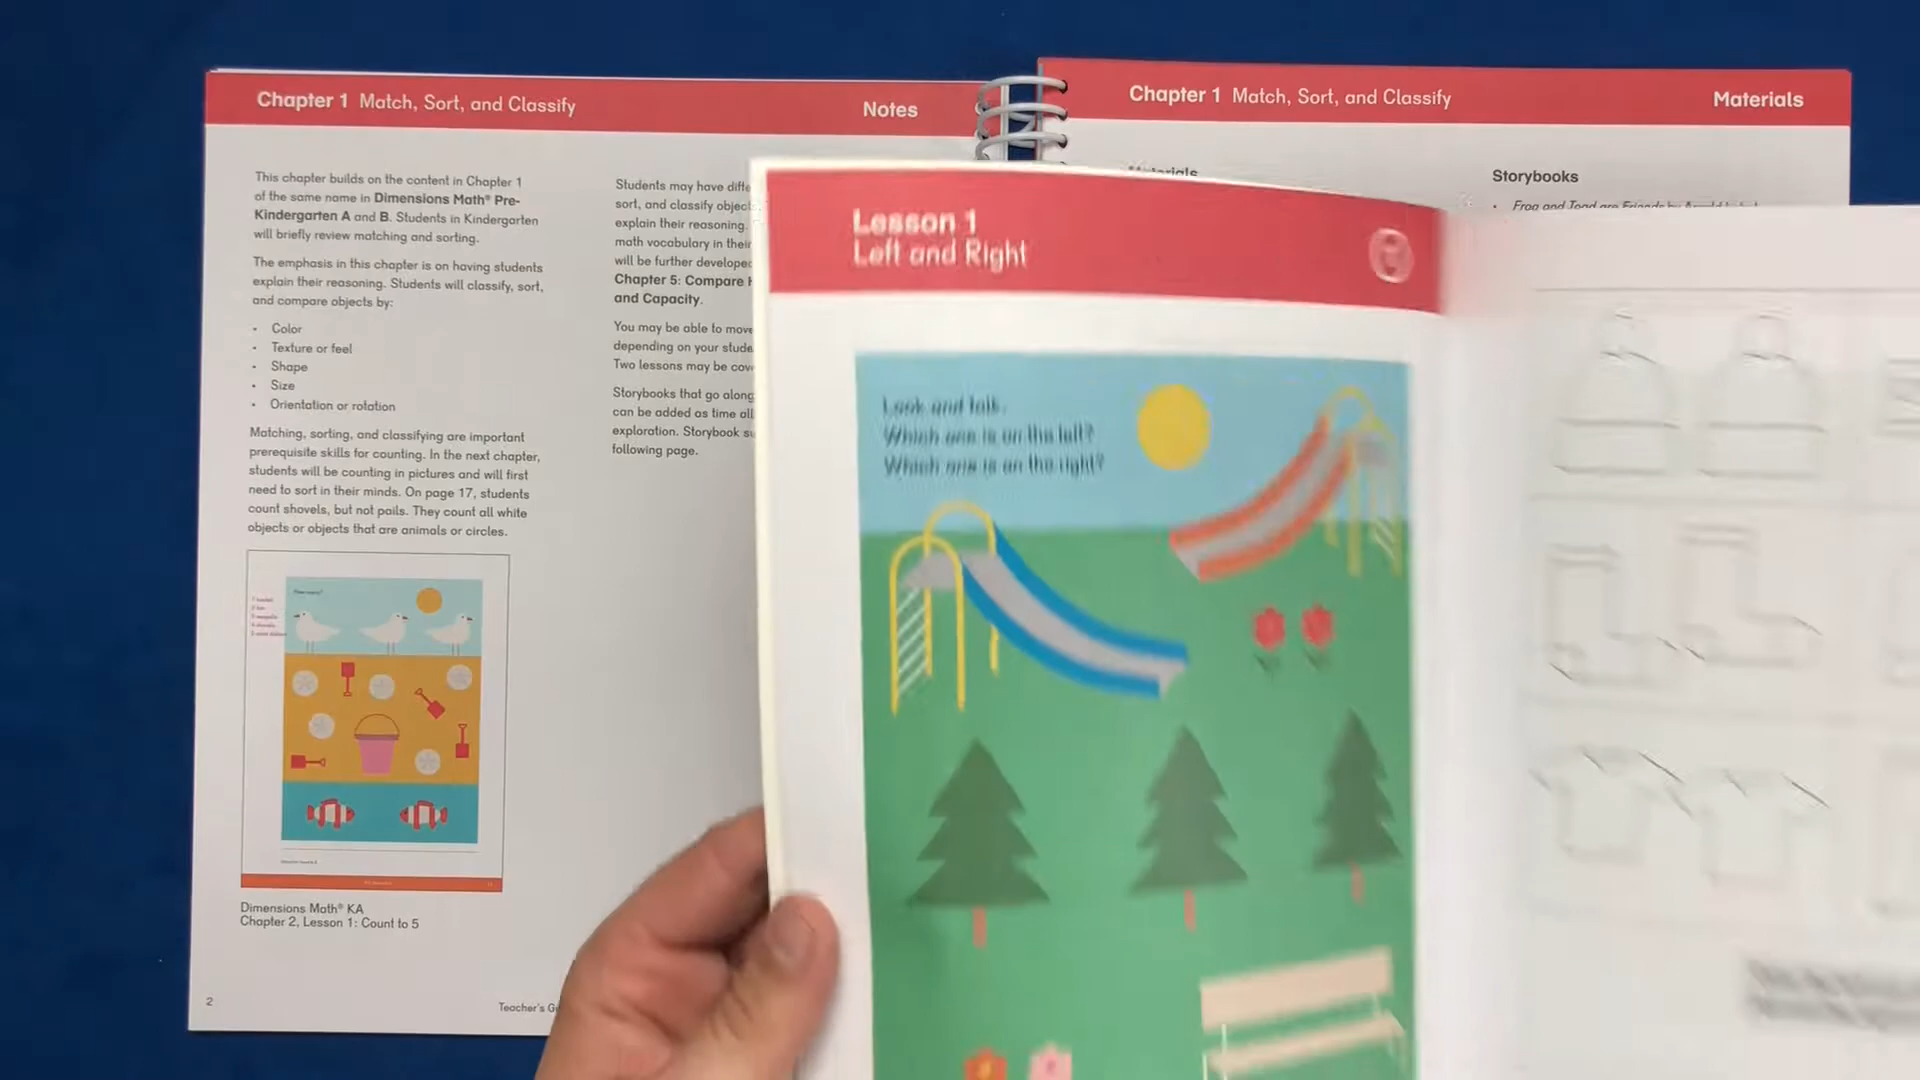 Chapter 1 Match, Sort, and Classify
Notes
This chapter builds on the content in Chapter 1
of the same name in Dimensions Math® Pre-
Kindergarten A and B. Students in Kindergarten
will briefly review matching and sorting.
The emphasis in this chapter is on having students
explain their reasoning. Students will classify, sort,
and compare objects by:
• Color
• Texture or feel
• Shape
• Size
• Orientation or rotation
Matching, sorting, and classifying are important
prerequisite skills for counting. In the next chapter,
students will be counting in pictures and will first
need to sort in their minds. On page 17, students
count shovels, but not pails. They count all white
objects or objects that are animals or circles.
Dimensions Math® KA
Chapter 2, Lesson 1: Count to 5
2
Teacher's
Students may have
sort, and classify
explain their reasoning.
math vocabulary in their
will be further
Chapter 5: Compare
and Capacity.
You may be able to move
depending on your
Two lessons may be
Storybooks that go along
can be added as time
exploration. Storybook
following page.
Chapter 1 Match, Sort, and Classify
Materials
Materials
Storybooks
• Frog and Toad are Friends by
Lesson 1
Left and Right
Look and talk.
Which one is on the left?
Which one is on the right?